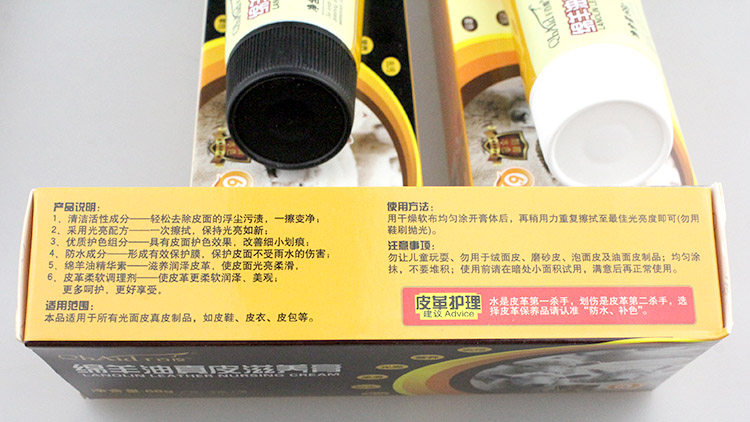 产品说明:
1、清洁活性成分——轻松去除皮面的浮尘污渍,一擦变净;
2、采用光亮配方——一次擦拭,保持光亮如新;
3、优质护色组分——具有皮面护色效果,改善细小划痕;
4、防水成分——形成有效保护膜,保护皮面不受雨水的伤害;
5、绵羊油精华素——滋养润泽皮革,使皮面光亮柔滑,
6、皮革柔软调理剂——使皮革更柔软润泽、美观;
更多呵护,更好享受。
适用范围:
本品适用于所有光面皮真皮制品,如皮鞋、皮衣、皮包等。
使用方法:
用干燥软布均匀涂开膏体后,再稍用力重复擦拭至最佳光亮度即可(勿用
鞋刷抛光)。
注意事项:
勿让儿童玩耍、勿用于绒面皮、磨砂皮、泡面皮及油面皮制品;均匀涂
抹,不要堆积;使用前请在暗处小面积试用,满意后再正常使用。
皮革护理
建议 Advice
水是皮革第一杀手,划伤是皮革第二杀手,选
择皮革保养品请认准“防水、补色”。
绵羊油真皮滋养膏
LANOLIN LEATHER NURSING CREAM